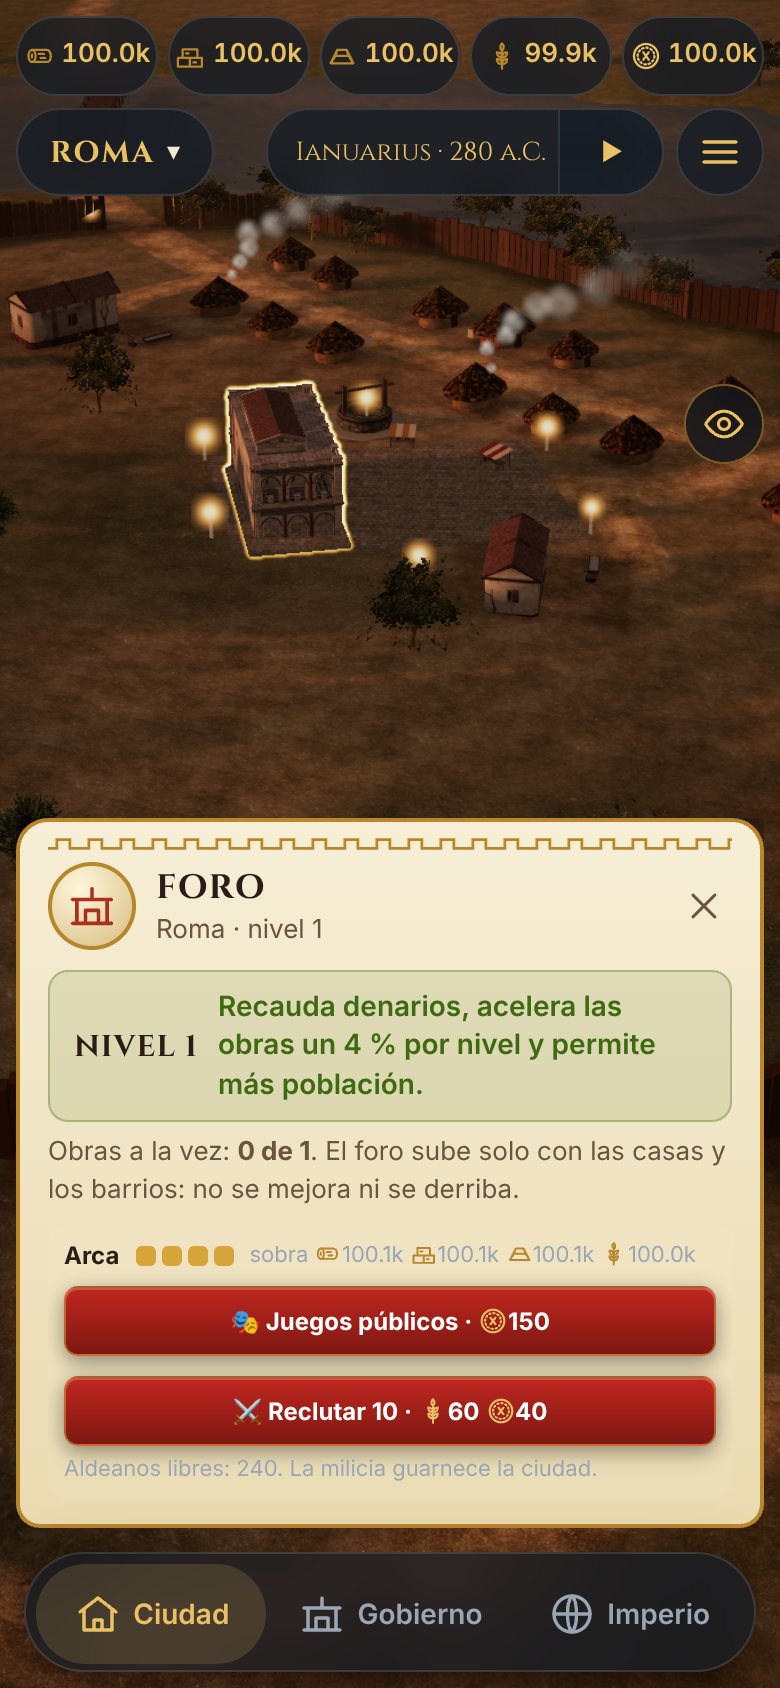 100.0k 100.0k 100.0k 99.9k 100.0k
ROMA ▾ IANUARIUS · 280 A.C.
FORO
Roma · nivel 1
NIVEL 1
Recauda denarios, acelera las
obras un 4 % por nivel y permite
más población.
Obras a la vez: 0 de 1. El foro sube solo con las casas y
los barrios: no se mejora ni se derriba.
Arca sobra 100.1k 100.1k 100.1k 100.0k
🎭 Juegos públicos · 150
⚔️ Reclutar 10 · 60 40
Aldeanos libres: 240. La milicia guarnece la ciudad.
Ciudad Gobierno Imperio